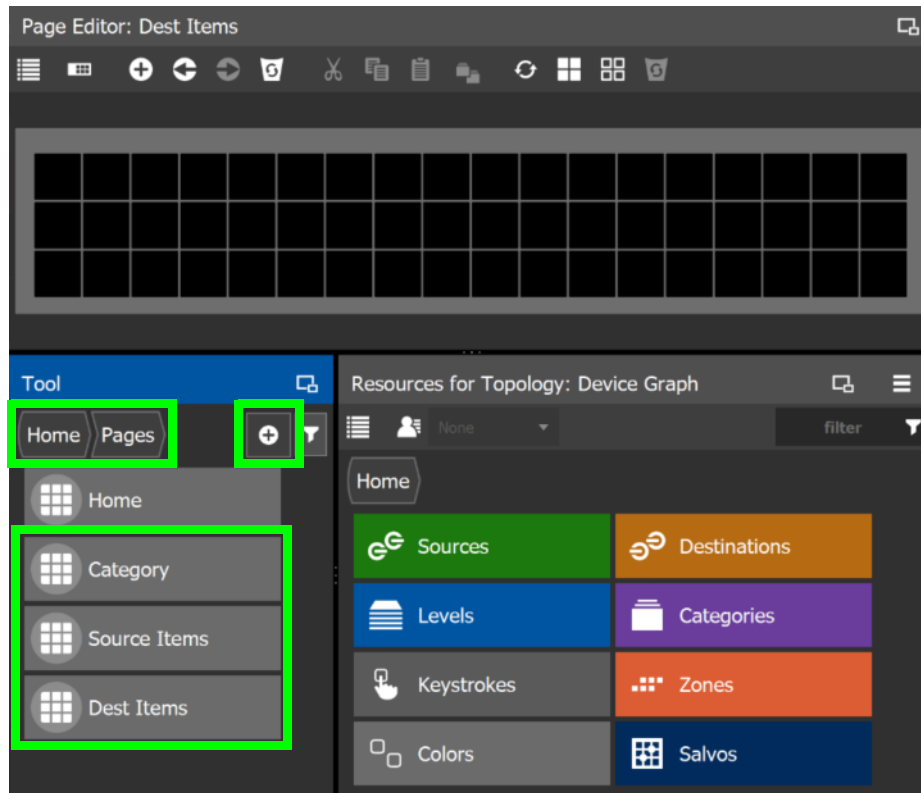 Page Editor: Dest Items
Tool
Resources for Topology: Device Graph
Home Pages
None
filter
Home
Home
Category
Source Items
Dest Items
Sources
Destinations
Levels
Categories
Keystrokes
Zones
Colors
Salvos